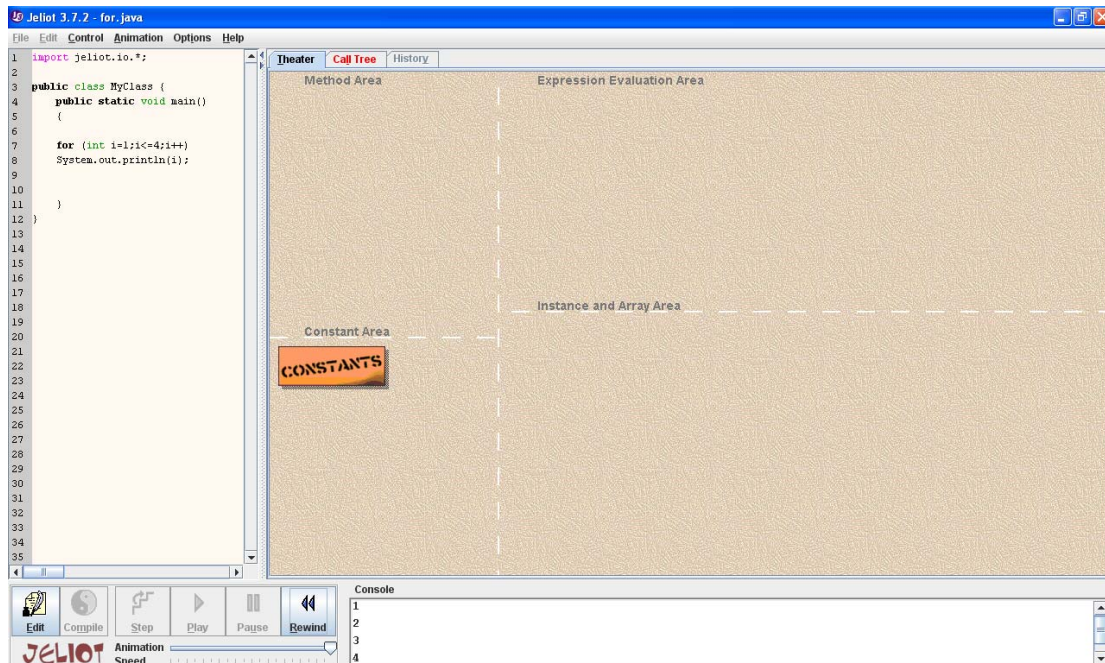 Jeliot 3.7.2 - for.java
File Edit Control Animation Options Help
1 import jeliot.io.*;
2
3 public class MyClass {
4 public static void main()
5 {
6
7 for (int i=1;i<=4;i++)
8 System.out.println(i);
9
10
11 }
12 }
13
14
15
16
17
18
19
20
21
22
23
24
25
26
27
28
29
30
31
32
33
34
35
Theater Call Tree History
Method Area
Expression Evaluation Area
Instance and Array Area
Constant Area
CONSTANTS
Edit Compile Step Play Pause Rewind
JELIOT
Animation
Speed
Console
1
2
3
4